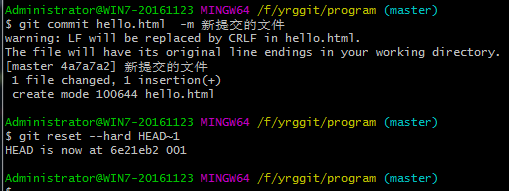 Administrator@WIN7-20161123 MINGW64 /f/yrggit/program (master)
$ git commit hello.html  -m 新提交的文件
warning: LF will be replaced by CRLF in hello.html.
The file will have its original line endings in your working directory.
[master 4a7a7a2] 新提交的文件
 1 file changed, 1 insertion(+)
 create mode 100644 hello.html
Administrator@WIN7-20161123 MINGW64 /f/yrggit/program (master)
$ git reset --hard HEAD~1
HEAD is now at 6e21eb2 001
Administrator@WIN7-20161123 MINGW64 /f/yrggit/program (master)